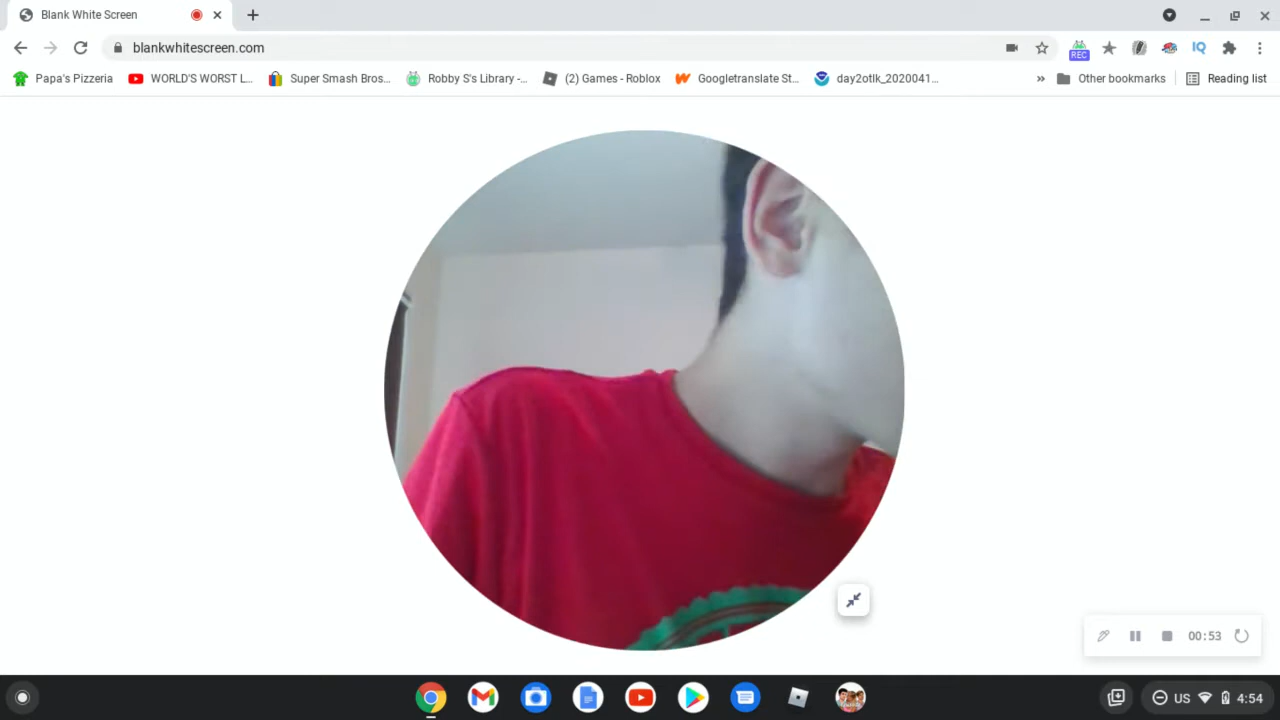 Blank White Screen
blankwhitescreen.com
REC
IQ
Papa's Pizzeria
WORLD'S WORST L...
Super Smash Bros...
Robby S's Library -...
(2) Games - Roblox
Googletranslate St...
day2otlk_2020041...
»
Other bookmarks
Reading list
00:53
US
4:54